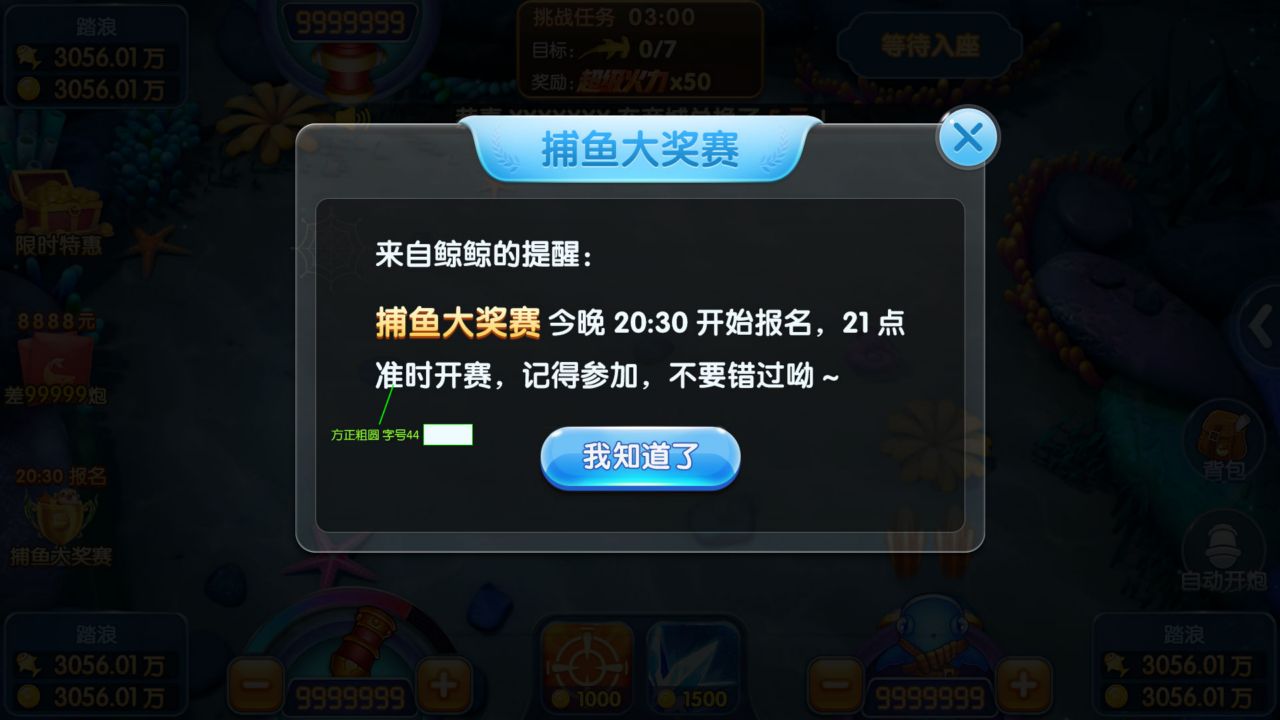 踏浪
3056.01万
3056.01万
9999999
挑战任务 03:00
目标: 0/7
奖励: 超级火力x50
等待入座
捕鱼大奖赛
限时特惠
来自鲸鲸的提醒：
捕鱼大奖赛 今晚 20:30 开始报名，21 点
准时开赛，记得参加，不要错过呦 ~
8888元
差99999炮
方正粗圆 字号44
我知道了
20:30 报名
捕鱼大奖赛
背包
自动开炮
踏浪
3056.01万
3056.01万
9999999
1000
1500
9999999
踏浪
3056.01万
3056.01万